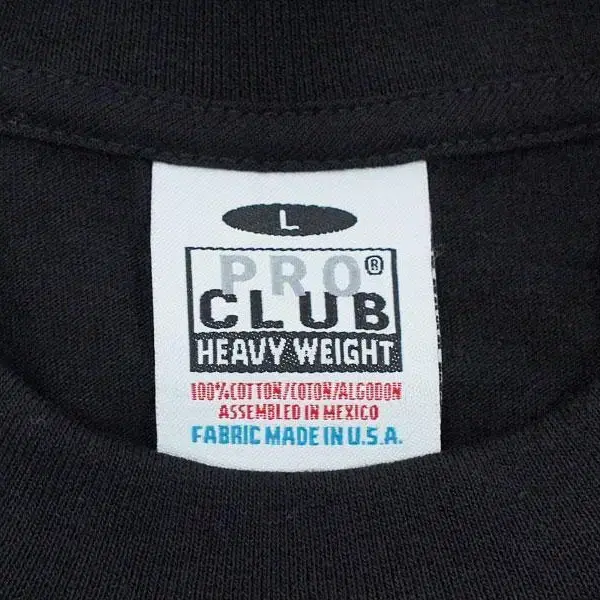 L
PRO®
CLUB
HEAVY WEIGHT
100%COTTON/COTON/ALGODON
ASSEMBLED IN MEXICO
FABRIC MADE IN U.S.A.